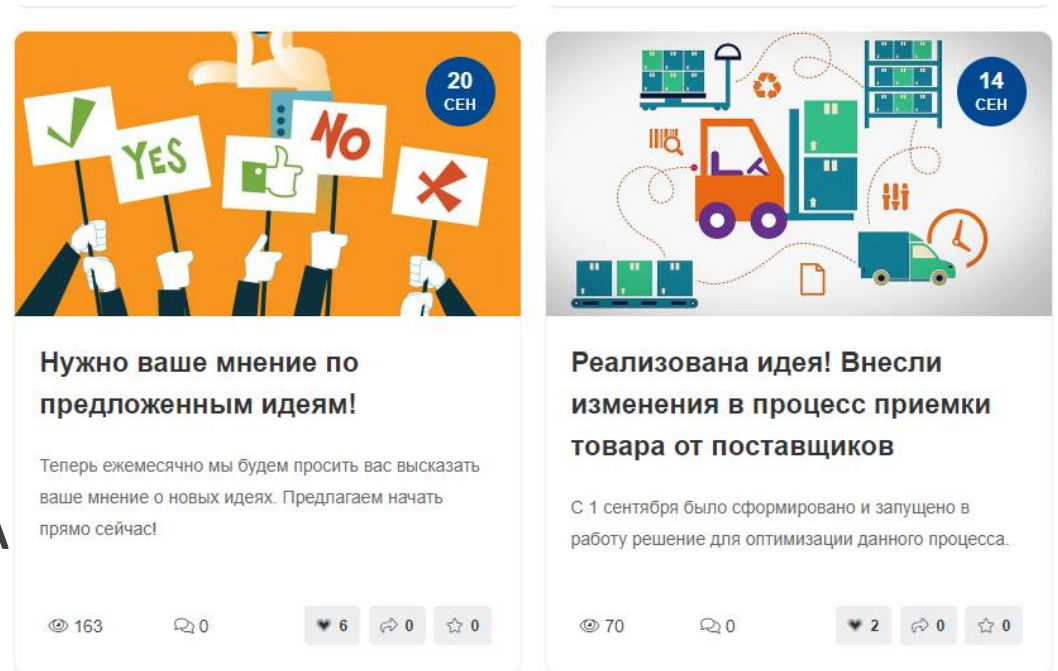 20
СЕН
YES
NO
Нужно ваше мнение по
предложенным идеям!
Теперь ежемесячно мы будем просить вас высказать
ваше мнение о новых идеях. Предлагаем начать
прямо сейчас!
163
0
6
0
0
14
СЕН
Реализована идея! Внесли
изменения в процесс приемки
товара от поставщиков
С 1 сентября было сформировано и запущено в
работу решение для оптимизации данного процесса.
70
0
2
0
0